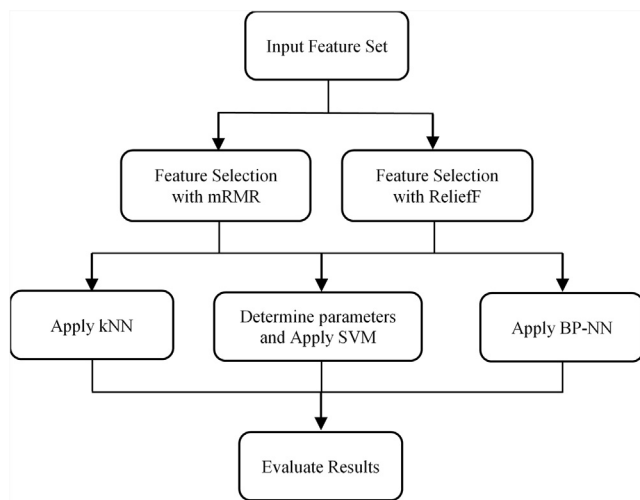 Input Feature Set
Feature Selection
with mRMR
Feature Selection
with ReliefF
Apply kNN
Determine parameters
and Apply SVM
Apply BP-NN
Evaluate Results